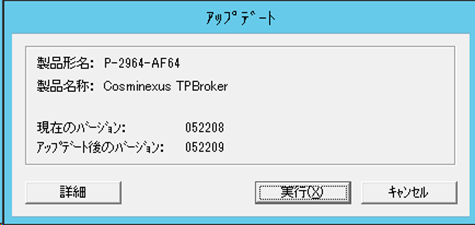 ｱｯﾌﾟﾃﾞｰﾄ
製品形名: P-2964-AF64
製品名称: Cosminexus TPBroker
現在のﾊﾞｰｼﾞｮﾝ: 052208
ｱｯﾌﾟﾃﾞｰﾄ後のﾊﾞｰｼﾞｮﾝ: 052209
詳細 実行(X) ｷｬﾝｾﾙ